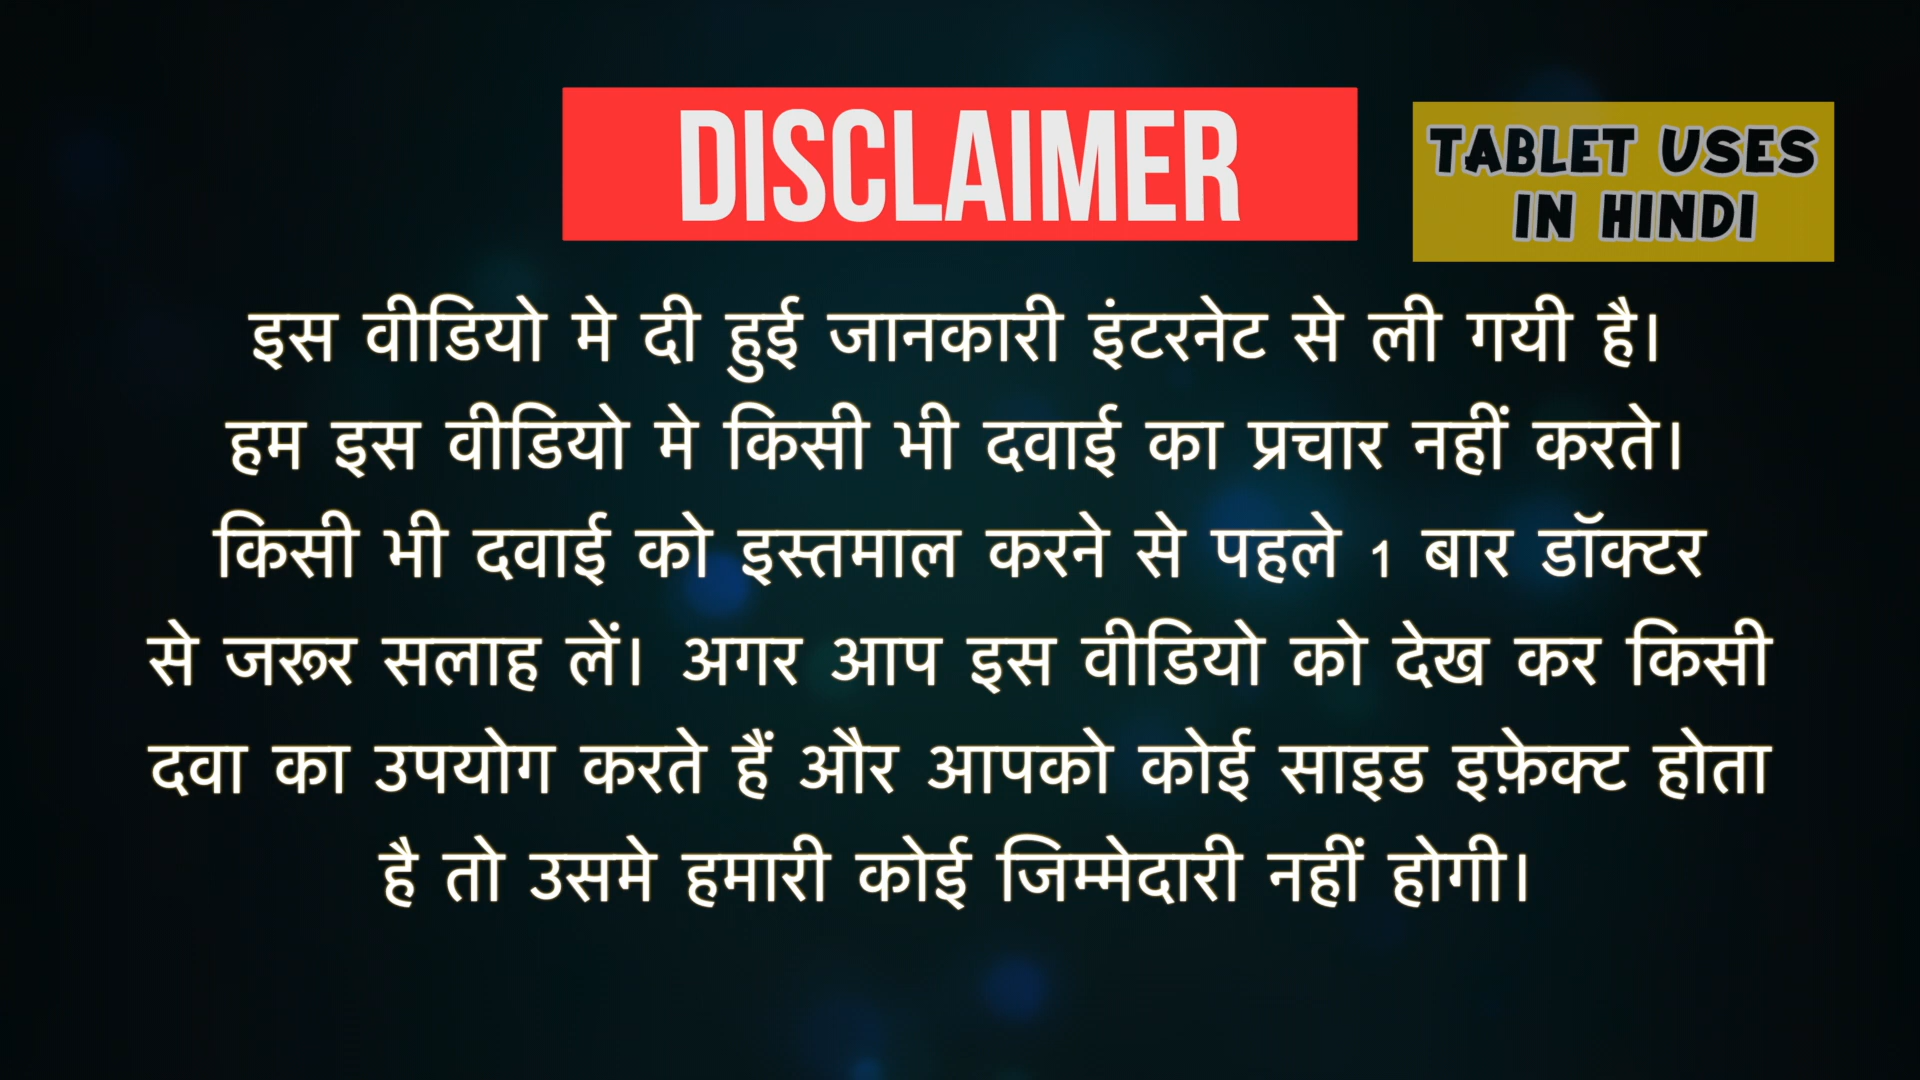 DISCLAIMER
TABLET USES
IN HINDI
इस वीडियो मे दी हुई जानकारी इंटरनेट से ली गयी है।
हम इस वीडियो मे किसी भी दवाई का प्रचार नहीं करते।
किसी भी दवाई को इस्तमाल करने से पहले 1 बार डॉक्टर
से जरूर सलाह लें। अगर आप इस वीडियो को देख कर किसी
दवा का उपयोग करते हैं और आपको कोई साइड इफ़ेक्ट होता
है तो उसमे हमारी कोई जिम्मेदारी नहीं होगी।